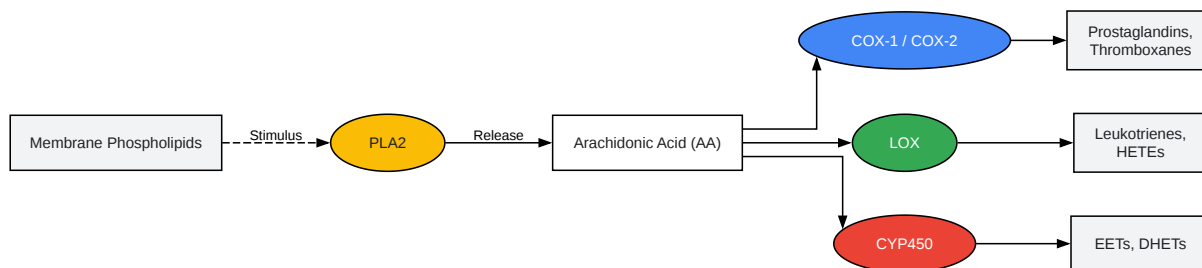 Membrane Phospholipids
Stimulus
PLA2
Release
Arachidonic Acid (AA)
COX-1 / COX-2
Prostaglandins,
Thromboxanes
LOX
Leukotrienes,
HETEs
CYP450
EETs, DHETs